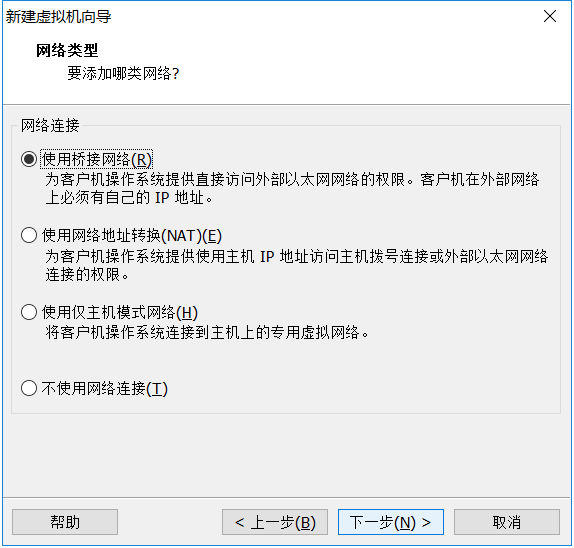 新建虚拟机向导
网络类型
要添加哪类网络?
网络连接
使用桥接网络(R)
为客户机操作系统提供直接访问外部以太网网络的权限。客户机在外部网络
上必须有自己的 IP 地址。
使用网络地址转换(NAT)(E)
为客户机操作系统提供使用主机 IP 地址访问主机拨号连接或外部以太网网络
连接的权限。
使用仅主机模式网络(H)
将客户机操作系统连接到主机上的专用虚拟网络。
不使用网络连接(T)
帮助
< 上一步(B)
下一步(N) >
取消